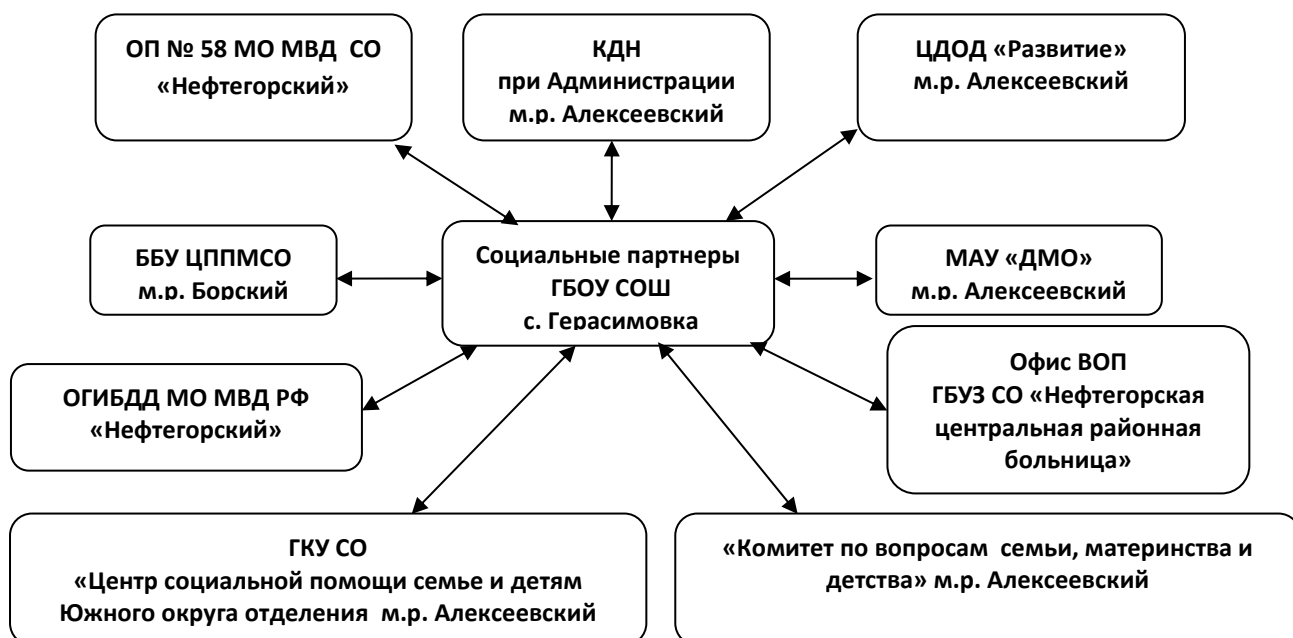 ОП № 58 МО МВД СО
«Нефтегорский»
КДН
при Администрации
м.р. Алексеевский
ЦДОД «Развитие»
м.р. Алексеевский
ББУ ЦППМСО
м.р. Борский
Социальные партнеры
ГБОУ СОШ
с. Герасимовка
МАУ «ДМО»
м.р. Алексеевский
ОГИБДД МО МВД РФ
«Нефтегорский»
Офис ВОП
ГБУЗ СО «Нефтегорская
центральная районная
больница»
ГКУ СО
«Центр социальной помощи семье и детям
Южного округа отделения м.р. Алексеевский
«Комитет по вопросам семьи, материнства и
детства» м.р. Алексеевский